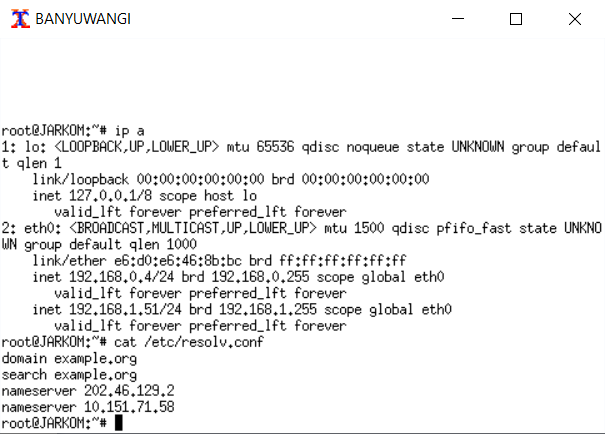 BANYUWANGI
root@JARKOM:~# ip a
1: lo: <LOOPBACK,UP,LOWER_UP> mtu 65536 qdisc noqueue state UNKNOWN group defaul
t qlen 1
    link/loopback 00:00:00:00:00:00 brd 00:00:00:00:00:00
    inet 127.0.0.1/8 scope host lo
       valid_lft forever preferred_lft forever
2: eth0: <BROADCAST,MULTICAST,UP,LOWER_UP> mtu 1500 qdisc pfifo_fast state UNKNO
WN group default qlen 1000
    link/ether e6:d0:e6:46:8b:bc brd ff:ff:ff:ff:ff:ff
    inet 192.168.0.4/24 brd 192.168.0.255 scope global eth0
       valid_lft forever preferred_lft forever
    inet 192.168.1.51/24 brd 192.168.1.255 scope global eth0
       valid_lft forever preferred_lft forever
root@JARKOM:~# cat /etc/resolv.conf
domain example.org
search example.org
nameserver 202.46.129.2
nameserver 10.151.71.58
root@JARKOM:~#